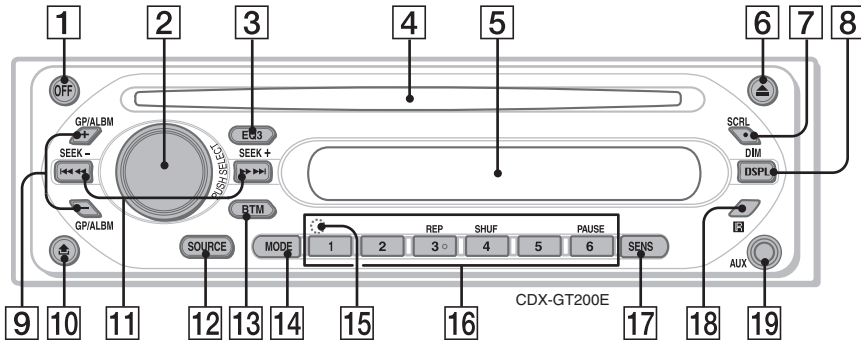 1 2 3 4 5 6 7 8
OFF
GP/ALBM
+
EQ3
SCRL
SEEK –
SEEK +
DIM
PUSH SELECT
DSPL
–
GP/ALBM
BTM
REP SHUF PAUSE
SOURCE MODE 1 2 3 4 5 6 SENS
R
AUX
CDX-GT200E
9 10 11 12 13 14 15 16 17 18 19